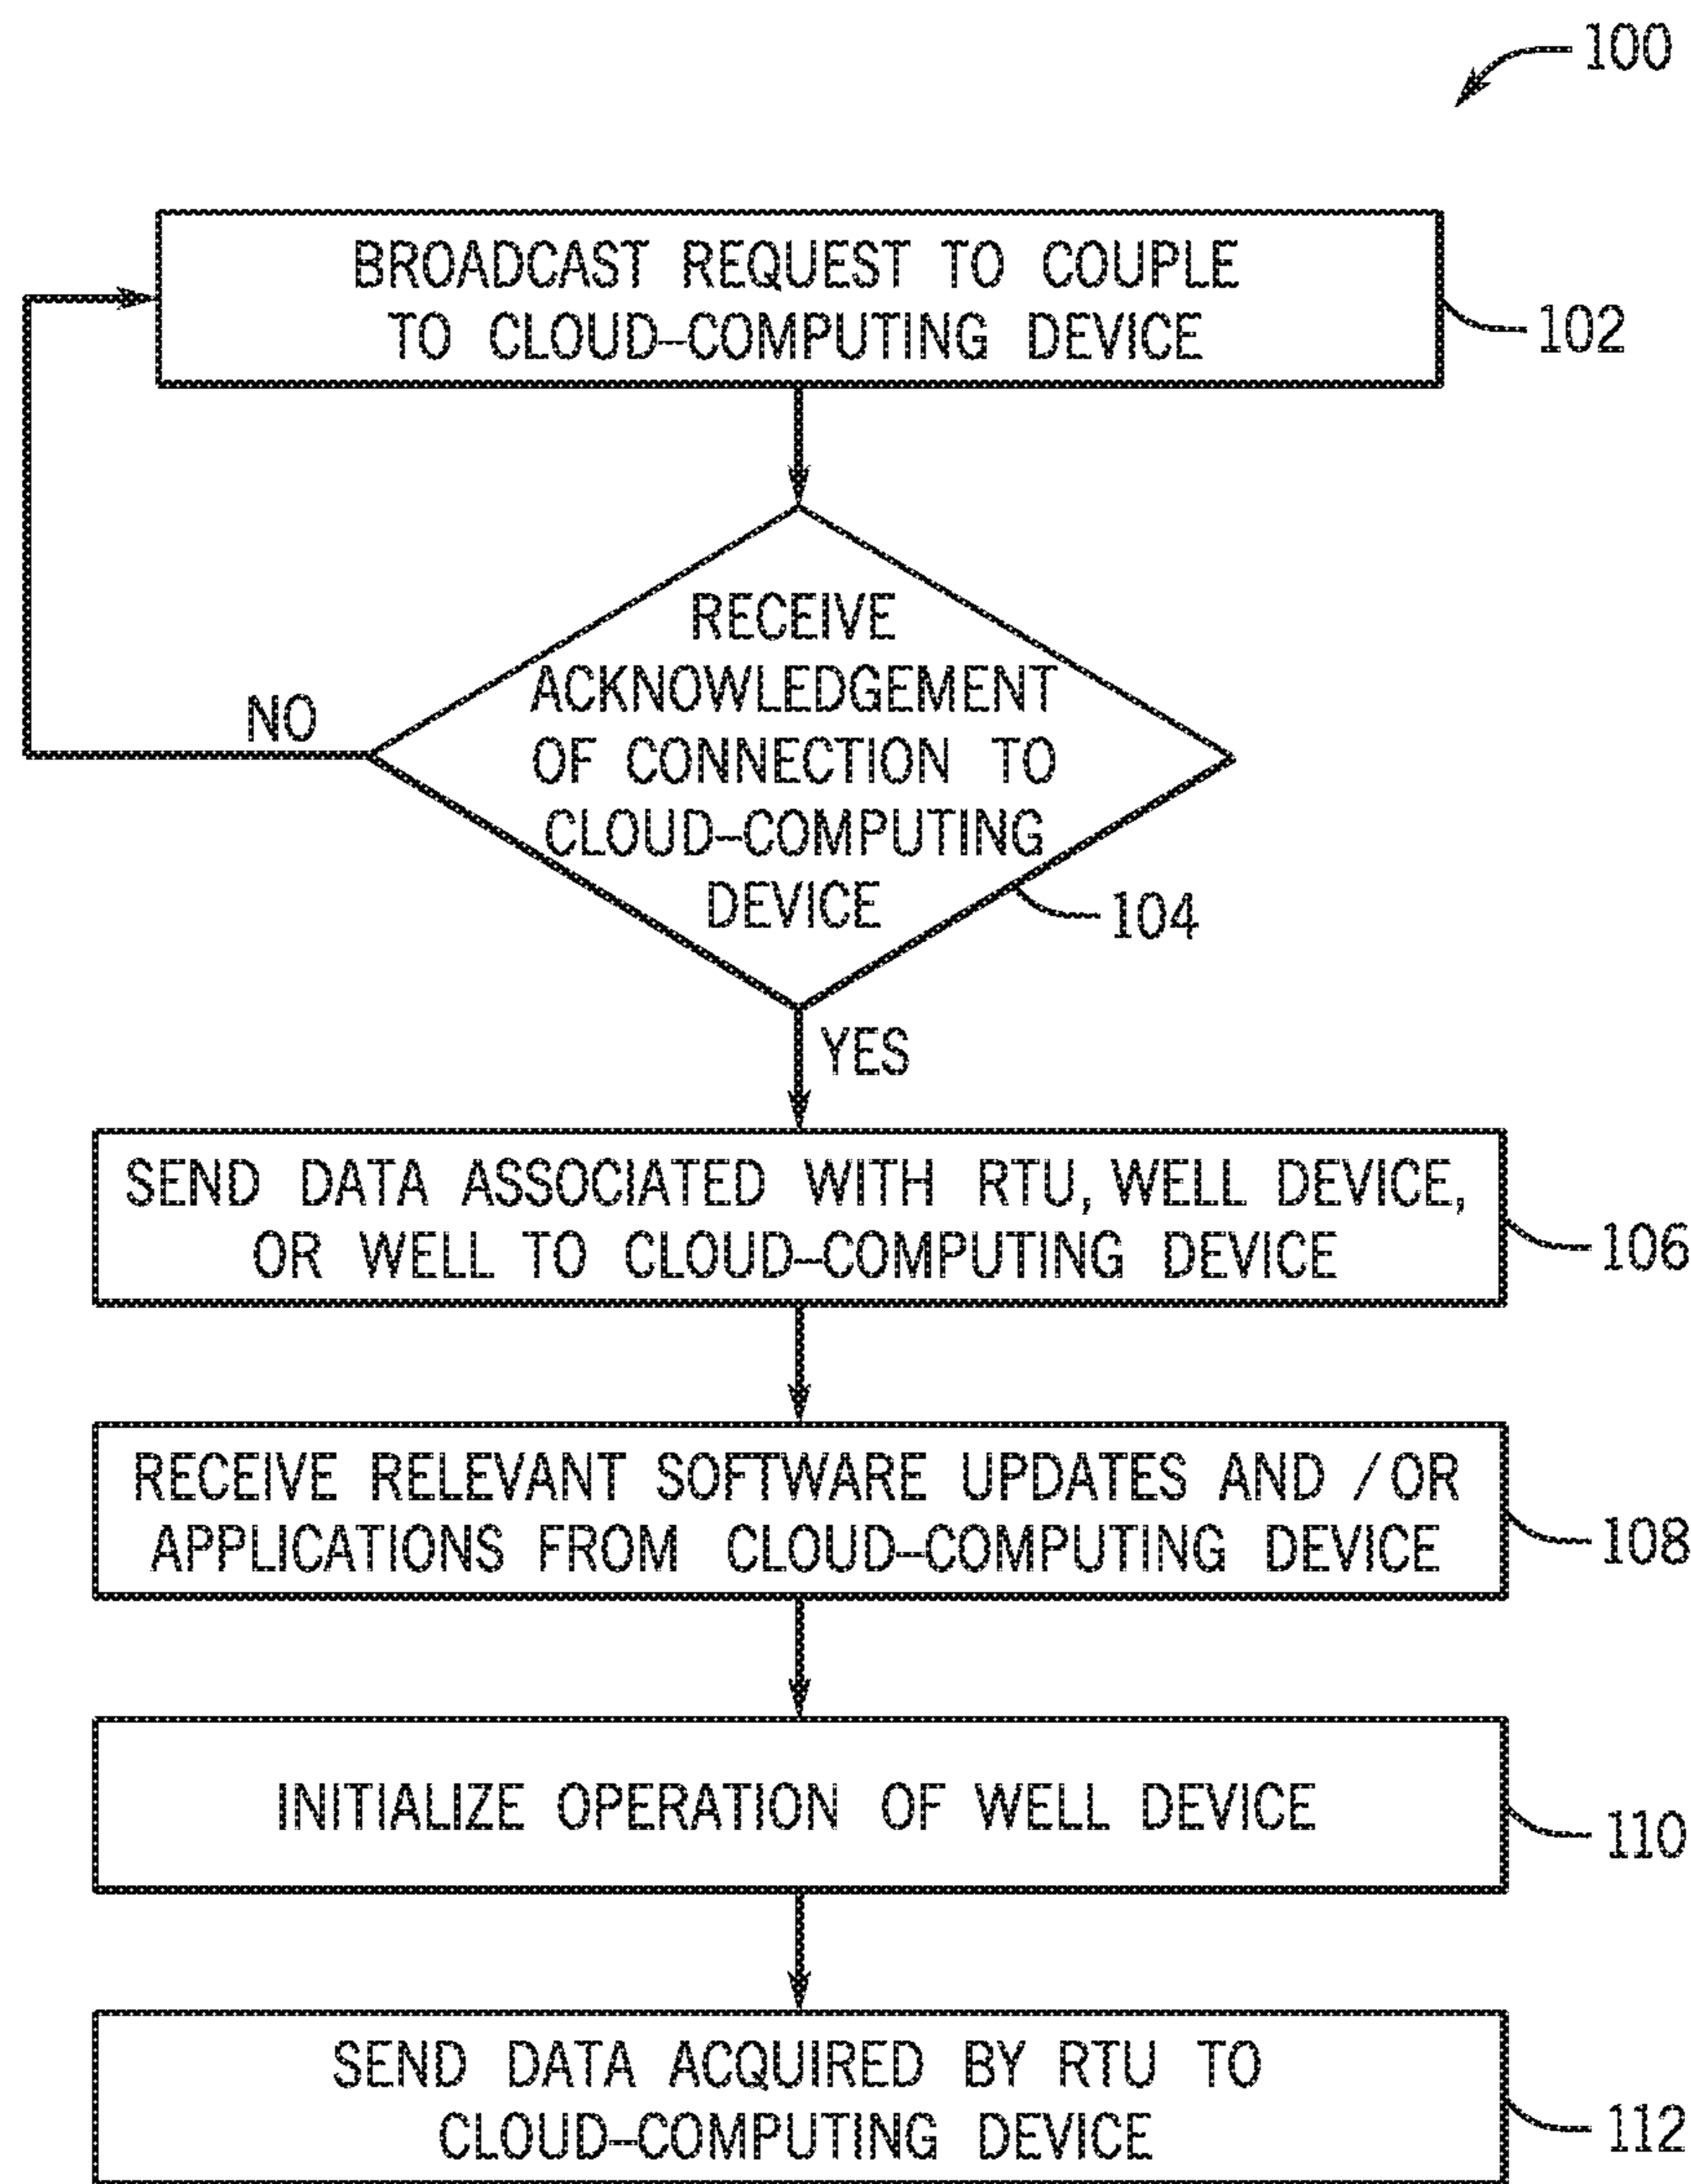 100
BROADCAST REQUEST TO COUPLE
TO CLOUD-COMPUTING DEVICE
102
RECEIVE
ACKNOWLEDGEMENT
OF CONNECTION TO
CLOUD-COMPUTING
DEVICE
104
NO
YES
SEND DATA ASSOCIATED WITH RTU, WELL DEVICE,
OR WELL TO CLOUD-COMPUTING DEVICE
106
RECEIVE RELEVANT SOFTWARE UPDATES AND /OR
APPLICATIONS FROM CLOUD-COMPUTING DEVICE
108
INITIALIZE OPERATION OF WELL DEVICE
110
SEND DATA ACQUIRED BY RTU TO
CLOUD-COMPUTING DEVICE
112